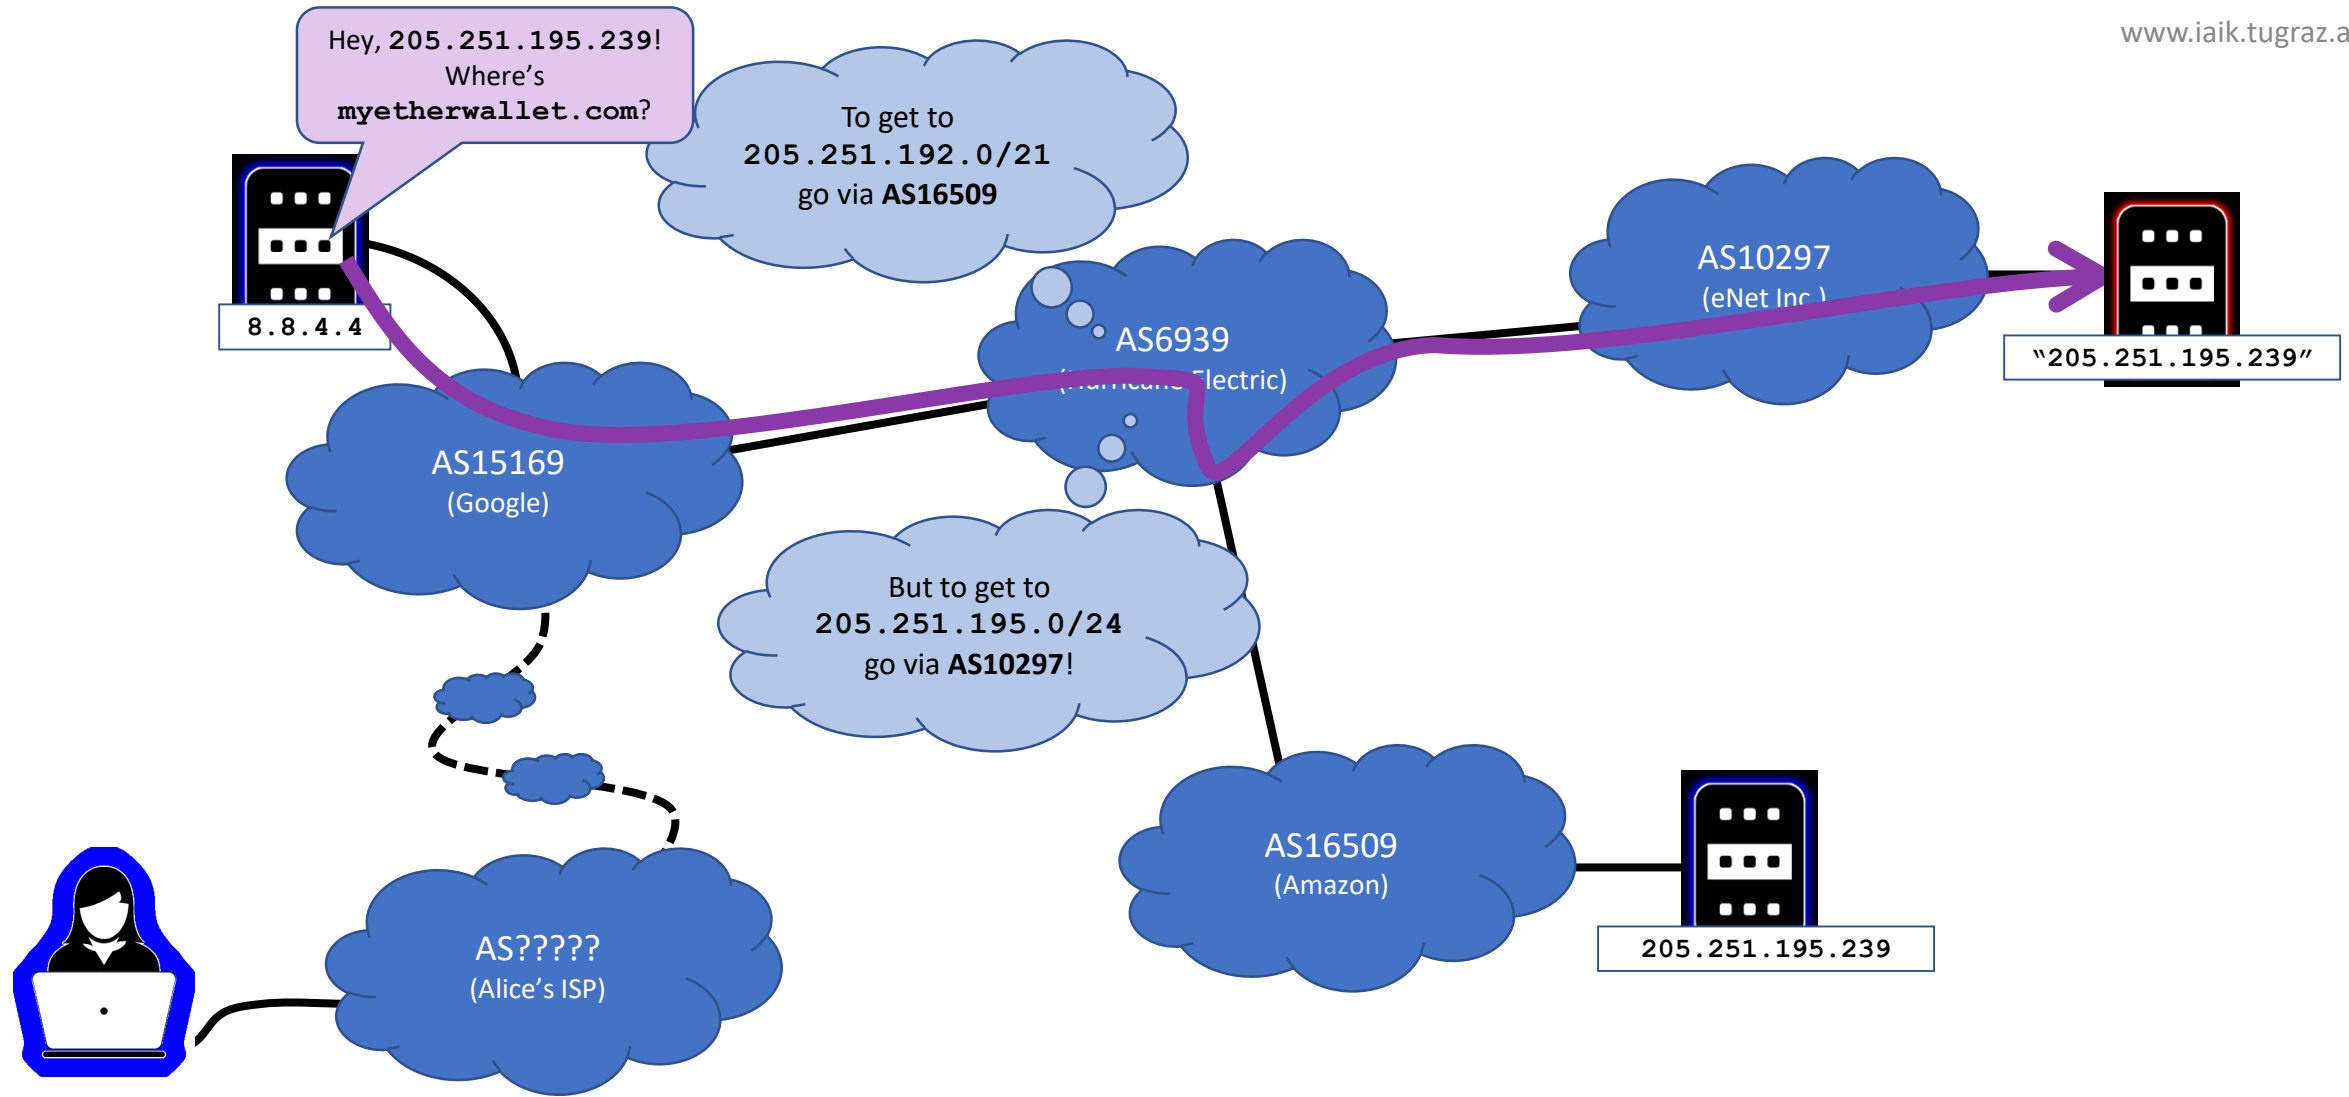 www.iaik.tugraz.a
Hey, 205.251.195.239!
Where's
myetherwallet.com?
To get to
205.251.192.0/21
go via AS16509
8.8.4.4
AS10297
(eNet Inc.)
"205.251.195.239"
AS6939
(Hurricane Electric)
AS15169
(Google)
But to get to
205.251.195.0/24
go via AS10297!
AS16509
(Amazon)
205.251.195.239
AS?????
(Alice's ISP)